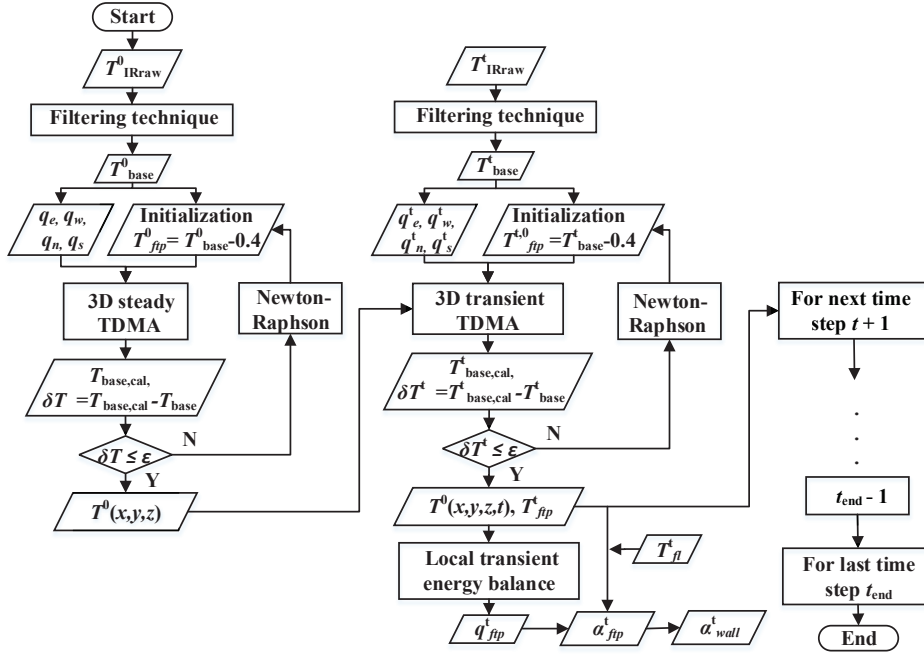 Start
T⁰IRraw
Filtering technique
T⁰base
qe, qw,
qn, qs
Initialization
T⁰ftp= T⁰base-0.4
3D steady
TDMA
Newton-
Raphson
Tbase,cal,
δT =Tbase,cal-Tbase
δT ≤ ε
N
Y
T⁰(x,y,z)
TᵗIRraw
Filtering technique
Tᵗbase
qᵗe, qᵗw,
qᵗn, qᵗs
Initialization
Tᵗ,⁰ftp=Tᵗbase-0.4
3D transient
TDMA
Newton-
Raphson
Tᵗbase,cal,
δTᵗ =Tᵗbase,cal-Tᵗbase
δTᵗ ≤ ε
N
Y
T⁰(x,y,z,t), Tᵗftp
Local transient
energy balance
Tᵗfl
qᵗftp
αᵗftp
αᵗwall
For next time
step t + 1
.
.
.
tend - 1
For last time
step tend
End